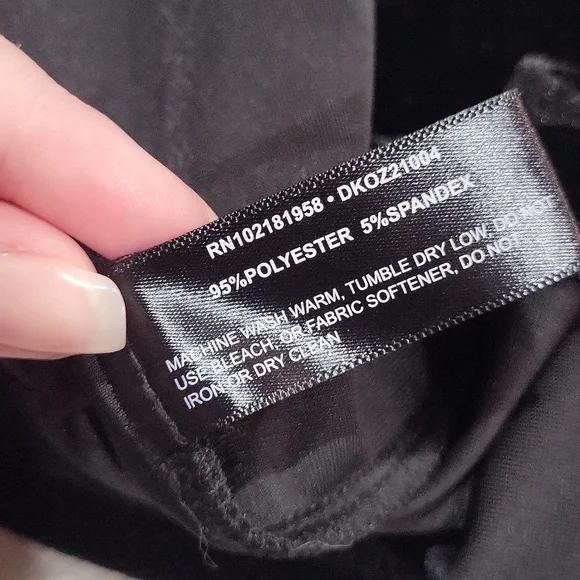 RN102181958 • DKOZ21004
95%POLYESTER 5%SPANDEX
MACHINE WASH WARM, TUMBLE DRY LOW, DO NOT
USE BLEACH, OR FABRIC SOFTENER, DO NOT
IRON OR DRY CLEAN